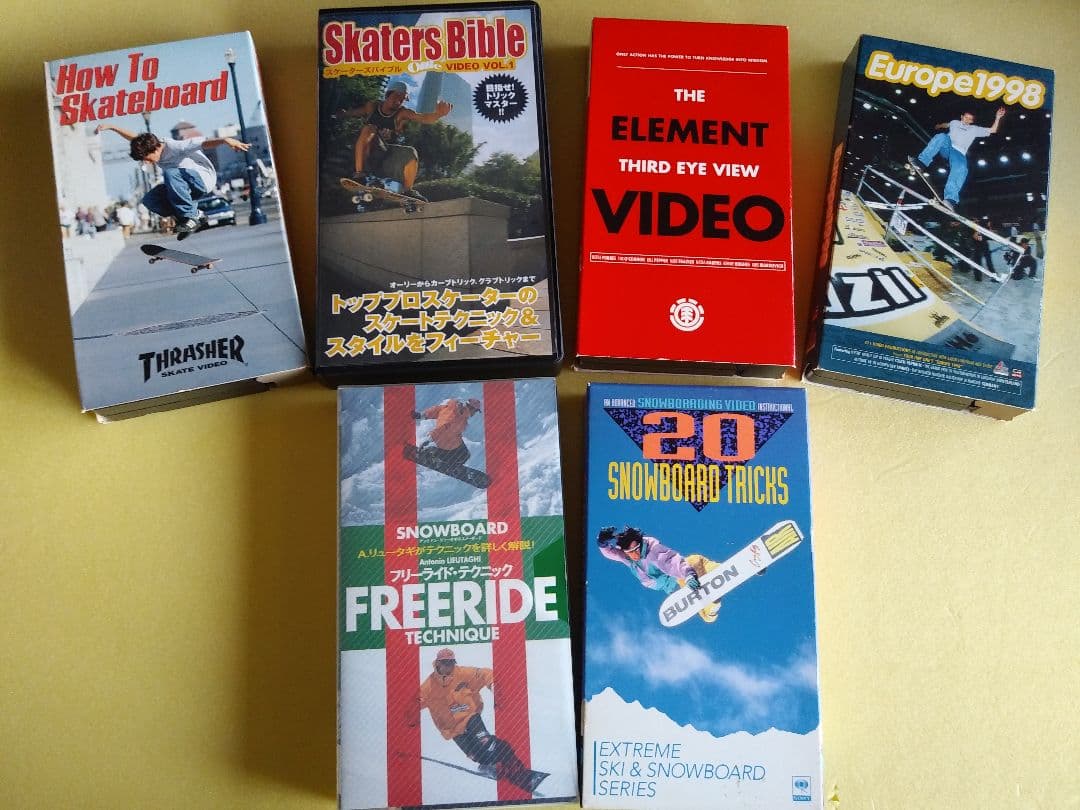 How To
Skateboard
THRASHER
SKATE VIDEO
Skaters Bible
スケーターズバイブル Ollie VIDEO VOL.1
目指せ!
トリック
マスター
!!
オーリーからカーブトリック、グラブトリックまで
トッププロスケーターの
スケートテクニック&
スタイルをフィーチャー
ONLY ACTION HAS THE POWER TO TURN KNOWLEDGE INTO WISDOM.
THE
ELEMENT
THIRD EYE VIEW
VIDEO
Europe1998
SNOWBOARD
A.リュータギがテクニックを詳しく解説!
Antonin LIEUTAGHI
フリーライド・テクニック
FREERIDE
TECHNIQUE
AN ADVANCED SNOWBOARDING VIDEO INSTRUCTIONAL
20
SNOWBOARD TRICKS
BURTON
EXTREME
SKI & SNOWBOARD
SERIES
SONY